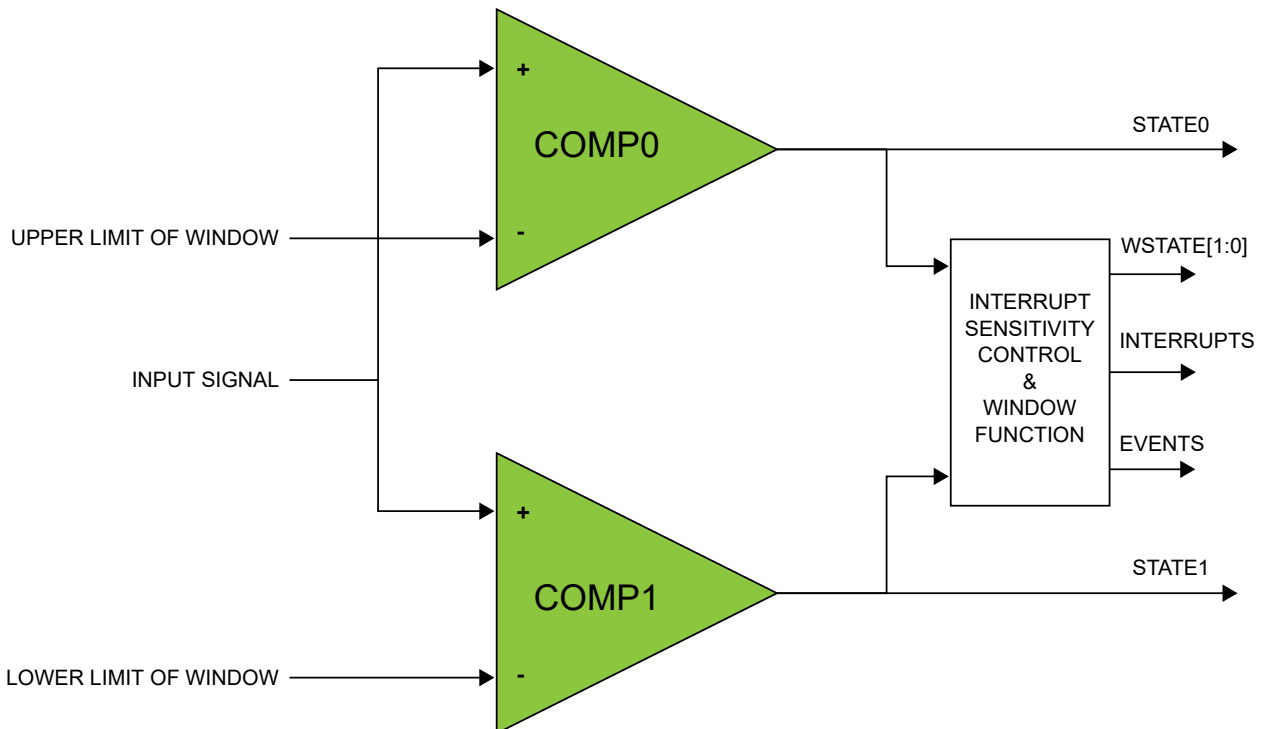 +
COMP0
-
STATE0
UPPER LIMIT OF WINDOW
INPUT SIGNAL
INTERRUPT
SENSITIVITY
CONTROL
&
WINDOW
FUNCTION
WSTATE[1:0]
INTERRUPTS
EVENTS
+
COMP1
-
STATE1
LOWER LIMIT OF WINDOW